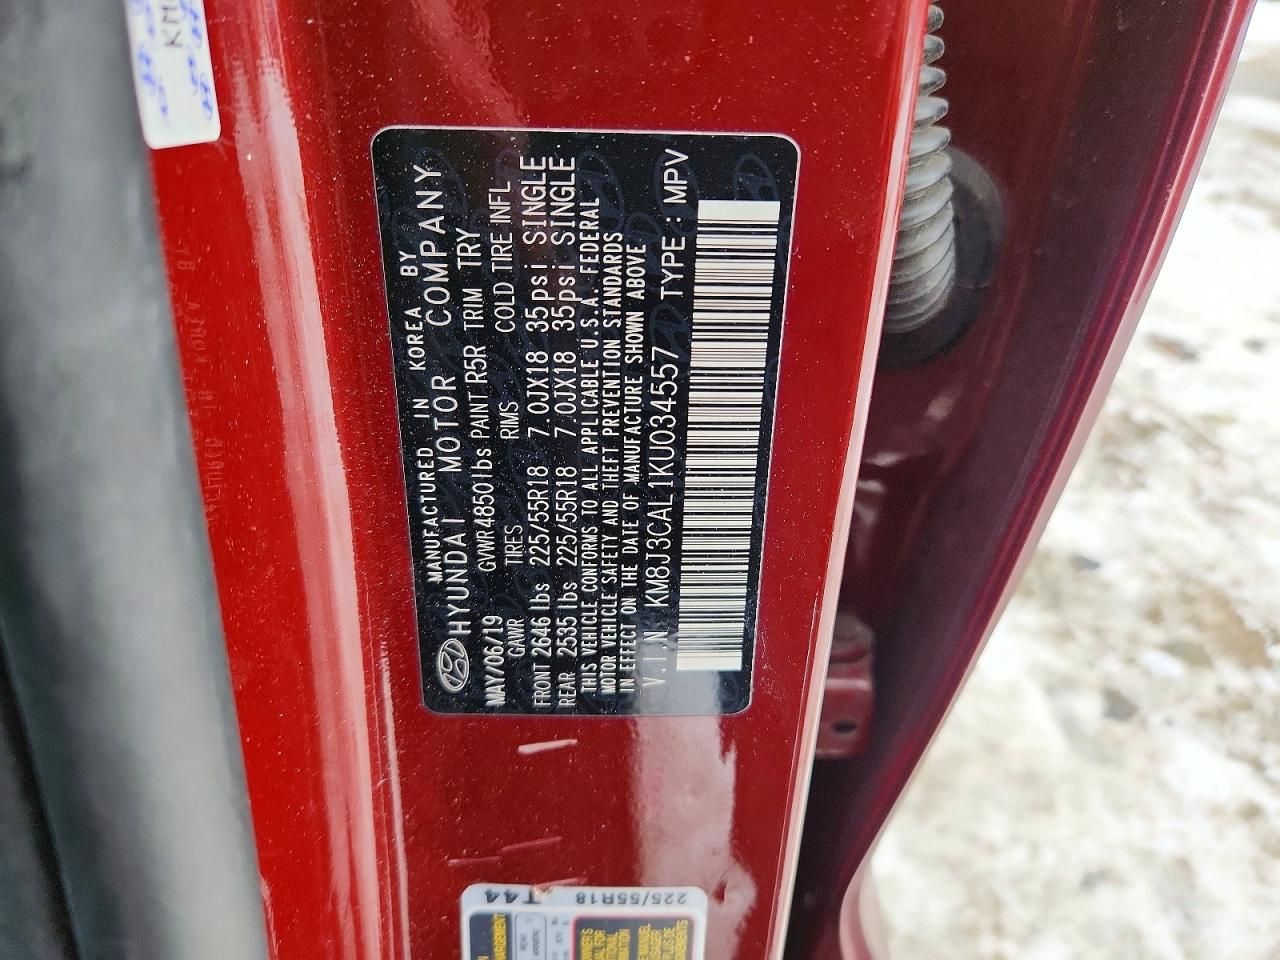 MANUFACTURED IN KOREA BY
HYUNDAI MOTOR COMPANY
MAY/06/19 GVWR 4850 lbs PAINT R5R TRIM TRY
GAWR TIRES RIMS COLD TIRE INFL
FRONT 2646 lbs 225/55R18 7.0JX18 35psi SINGLE
REAR 2535 lbs 225/55R18 7.0JX18 35psi SINGLE
THIS VEHICLE CONFORMS TO ALL APPLICABLE U.S.A. FEDERAL
MOTOR VEHICLE SAFETY AND THEFT PREVENTION STANDARDS
IN EFFECT ON THE DATE OF MANUFACTURE SHOWN ABOVE
V.I.N KM8J3CAL1KU034557 TYPE : MPV
T44
225/55R18